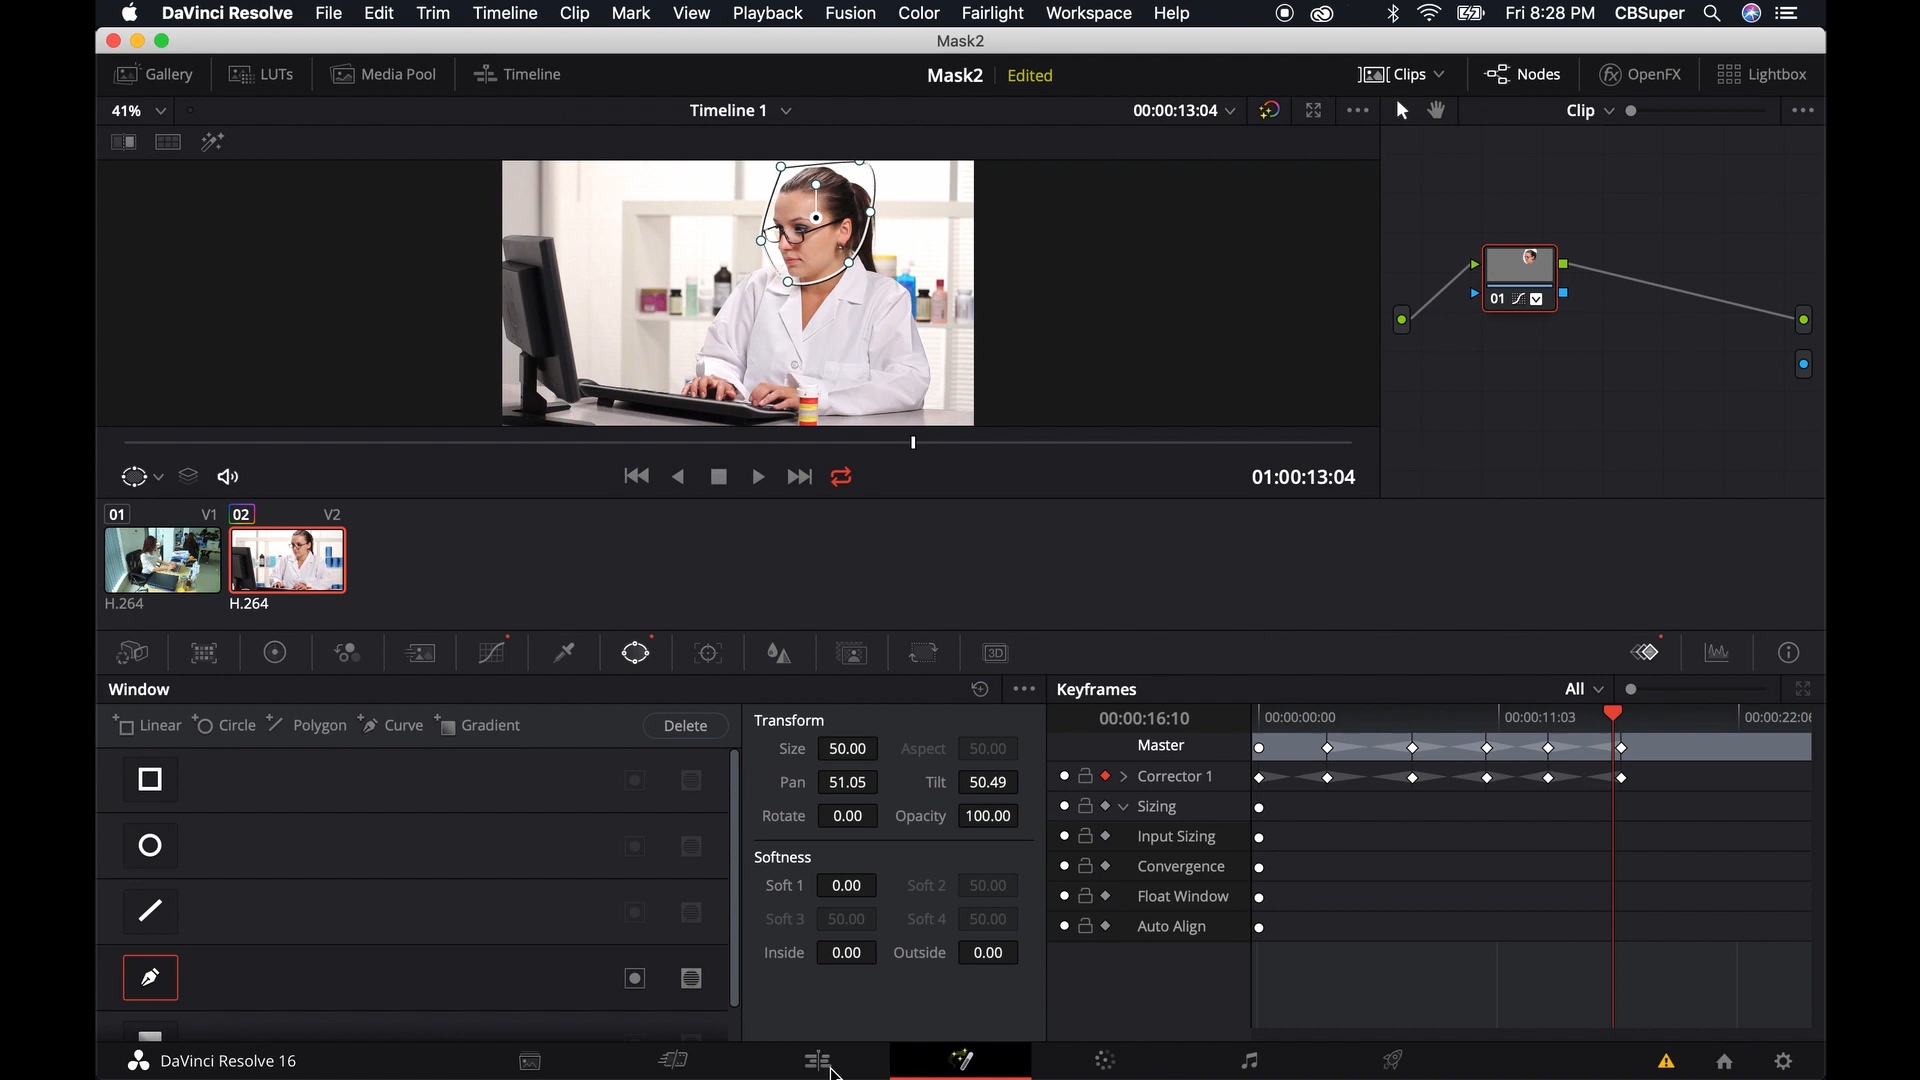 DaVinci Resolve File Edit Trim Timeline Clip Mark View Playback Fusion Color Fairlight Workspace Help Fri 8:28 PM CBSuper
Mask2
Gallery LUTs Media Pool Timeline Mask2 Edited Clips Nodes OpenFX Lightbox
41% Timeline 1 00:00:13:04 Clip
01
01:00:13:04
01 V1 02 V2
H.264 H.264
3D
Window Keyframes All
Linear Circle Polygon Curve Gradient Delete
Transform
Size 50.00 Aspect 50.00
Pan 51.05 Tilt 50.49
Rotate 0.00 Opacity 100.00
Softness
Soft 1 0.00 Soft 2 50.00
Soft 3 50.00 Soft 4 50.00
Inside 0.00 Outside 0.00
00:00:16:10 00:00:00:00 00:00:11:03 00:00:22:06
Master
Corrector 1
Sizing
Input Sizing
Convergence
Float Window
Auto Align
DaVinci Resolve 16